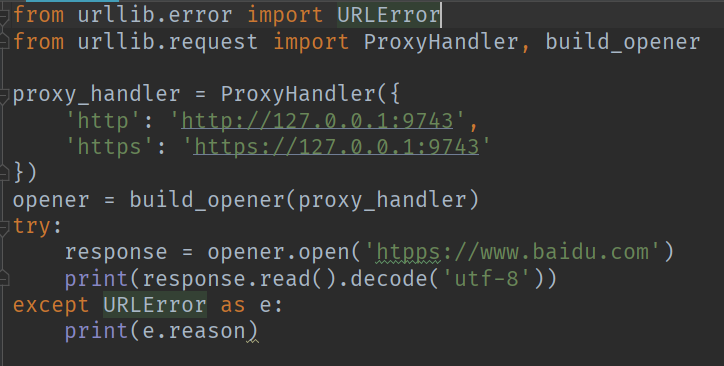 from urllib.error import URLError
from urllib.request import ProxyHandler, build_opener
proxy_handler = ProxyHandler({
'http': 'http://127.0.0.1:9743',
'https': 'https://127.0.0.1:9743'
})
opener = build_opener(proxy_handler)
try:
response = opener.open('htpps://www.baidu.com')
print(response.read().decode('utf-8'))
except URLError as e:
print(e.reason)